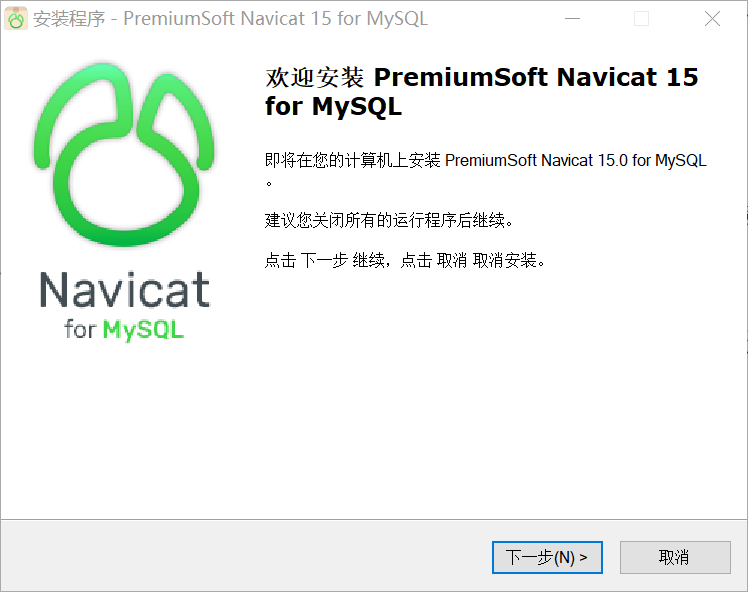 安装程序 - PremiumSoft Navicat 15 for MySQL
欢迎安装 PremiumSoft Navicat 15
for MySQL
即将在您的计算机上安装 PremiumSoft Navicat 15.0 for MySQL
。
建议您关闭所有的运行程序后继续。
点击 下一步 继续，点击 取消 取消安装。
Navicat
for MySQL
下一步(N) >
取消